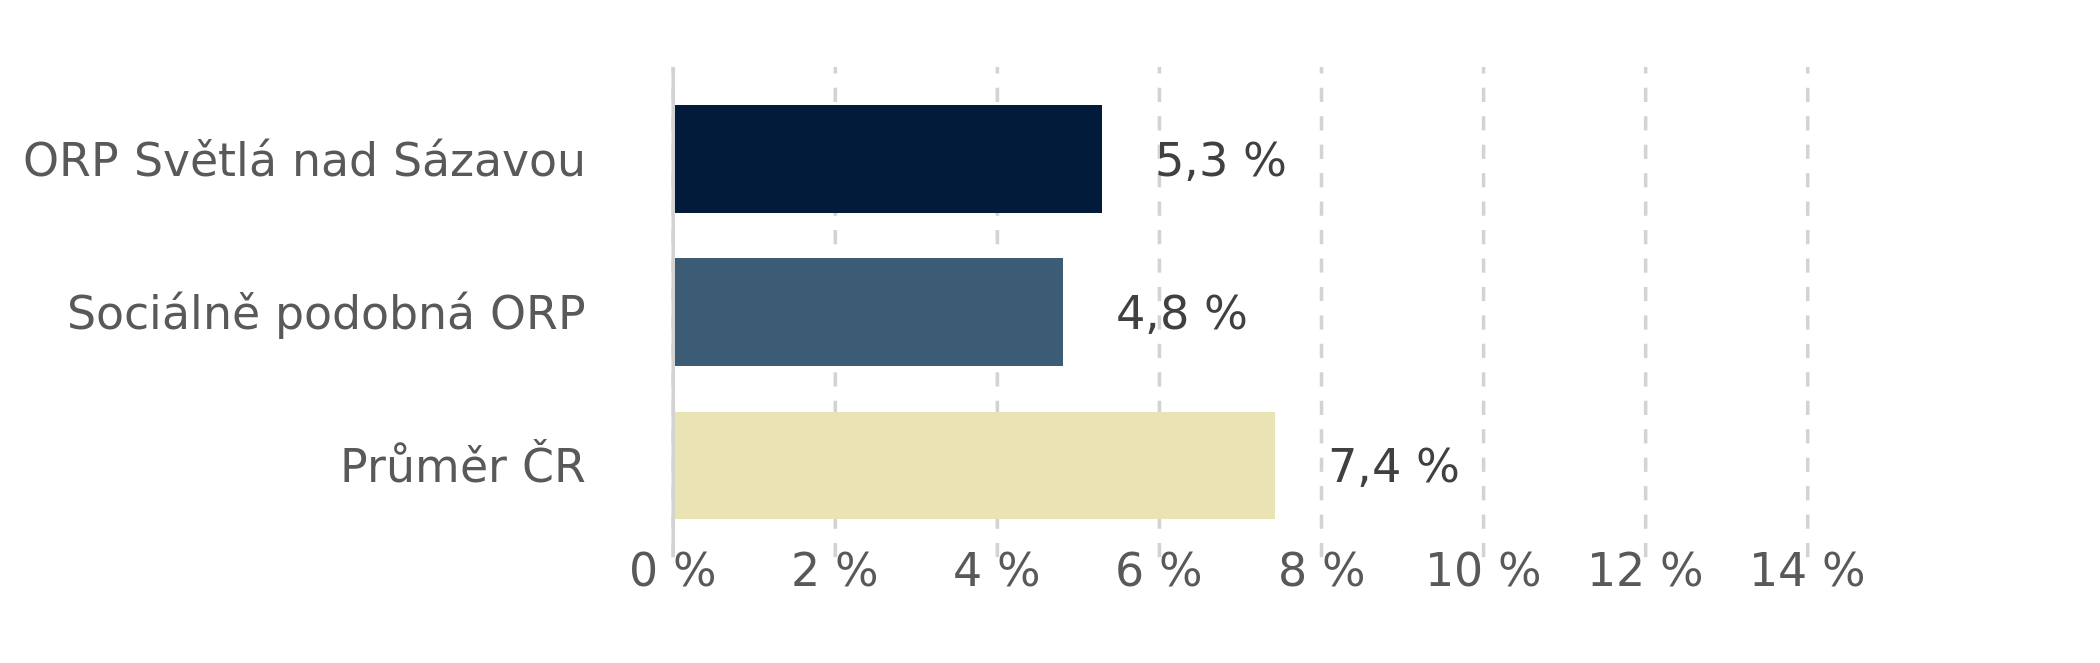 ORP Světlá nad Sázavou
5,3 %
Sociálně podobná ORP
4,8 %
Průměr ČR
7,4 %
0 % 2 % 4 % 6 % 8 % 10 % 12 % 14 %